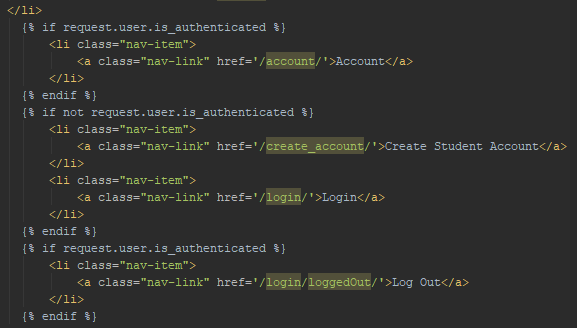 </li>
{% if request.user.is_authenticated %}
<li class="nav-item">
<a class="nav-link" href='/account/'>Account</a>
</li>
{% endif %}
{% if not request.user.is_authenticated %}
<li class="nav-item">
<a class="nav-link" href='/create_account/'>Create Student Account</a>
</li>
<li class="nav-item">
<a class="nav-link" href='/login/'>Login</a>
</li>
{% endif %}
{% if request.user.is_authenticated %}
<li class="nav-item">
<a class="nav-link" href='/login/loggedOut/'>Log Out</a>
</li>
{% endif %}